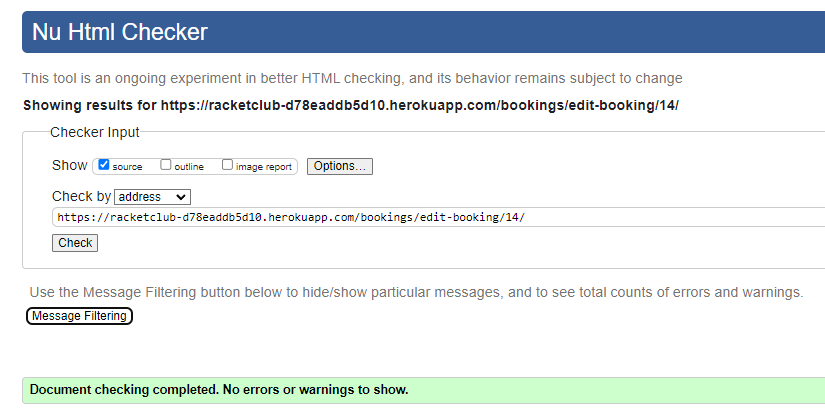 Nu Html Checker
This tool is an ongoing experiment in better HTML checking, and its behavior remains subject to change
Showing results for https://racketclub-d78eaddb5d10.herokuapp.com/bookings/edit-booking/14/
Checker Input
Show source outline image report Options...
Check by address
https://racketclub-d78eaddb5d10.herokuapp.com/bookings/edit-booking/14/
Check
Use the Message Filtering button below to hide/show particular messages, and to see total counts of errors and warnings.
Message Filtering
Document checking completed. No errors or warnings to show.